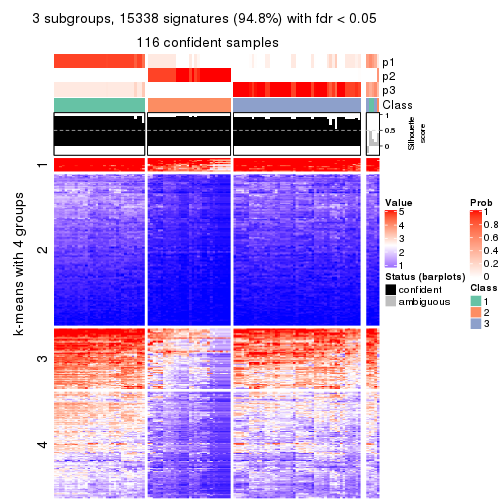 3 subgroups, 15338 signatures (94.8%) with fdr < 0.05
116 confident samples
p1
p2
p3
Class
1
0.5
0
Silhouette
score
k-means with 4 groups
1
2
3
4
Value
5
4
3
2
1
Status (barplots)
confident
ambiguous
Prob
1
0.8
0.6
0.4
0.2
0
Class
1
2
3